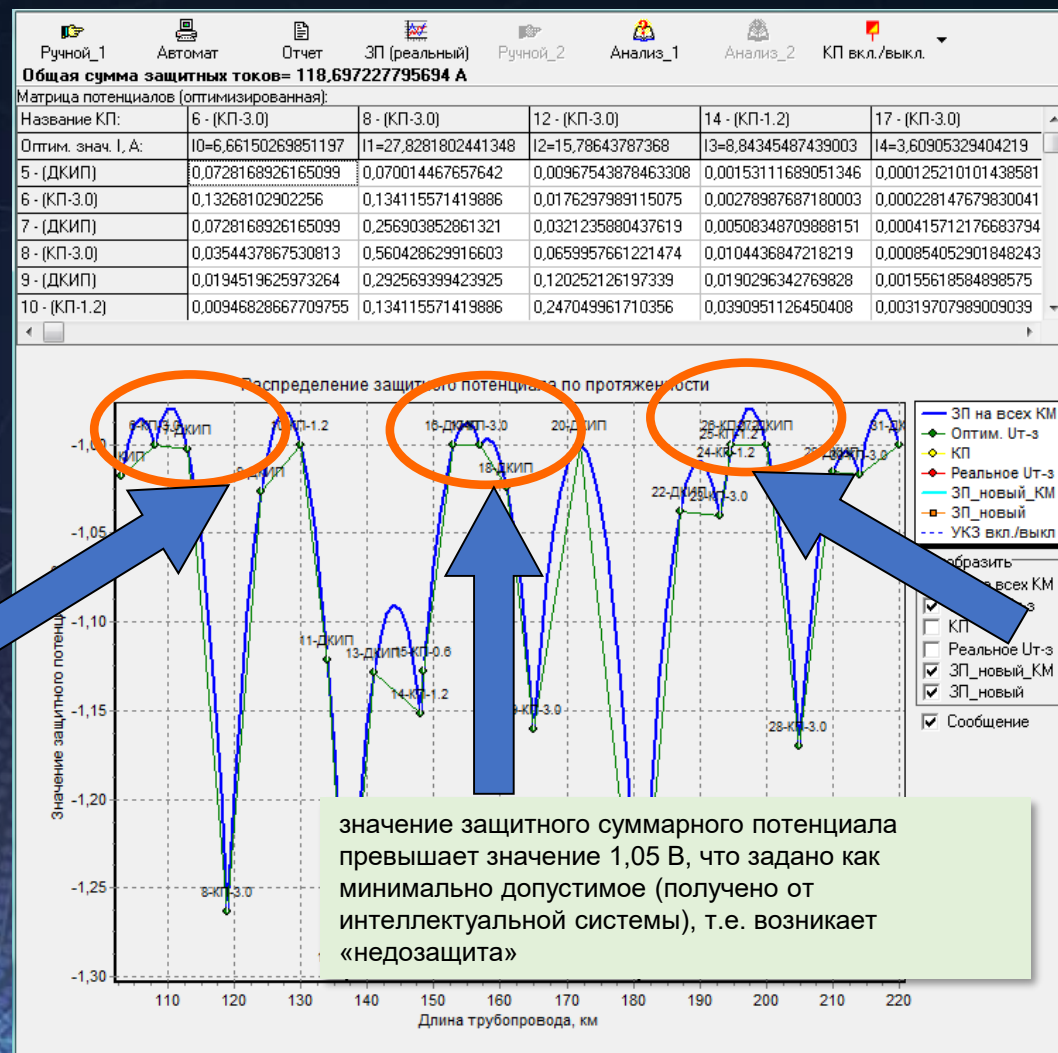 Ручной_1 Автомат Отчет ЗП (реальный) Ручной_2 Анализ_1 Анализ_2 КП вкл./выкл.
Общая сумма защитных токов= 118,697227795694 А
Матрица потенциалов (оптимизированная):
Название КП: 6 - (КП-3.0) 8 - (КП-3.0) 12 - (КП-3.0) 14 - (КП-1.2) 17 - (КП-3.0)
Оптим. знач. I, А: I0=6,66150269851197 I1=27,8281802441348 I2=15,78643787368 I3=8,84345487439003 I4=3,60905329404219
5 - (ДКИП) 0,0728168926165099 0,070014467657642 0,00967543878463308 0,00153111689051346 0,000125210101438581
6 - (КП-3.0) 0,13268102902256 0,134115571419886 0,0176297989115075 0,00278987687180003 0,000228147679830041
7 - (ДКИП) 0,0728168926165099 0,256903852861321 0,0321235880437619 0,00508348709888151 0,000415712176683794
8 - (КП-3.0) 0,0354437867530813 0,560428629916603 0,0659957661221474 0,0104436847218219 0,000854052901848243
9 - (ДКИП) 0,0194519625973264 0,292569399423925 0,120252126197339 0,0190296342769828 0,00155618584898575
10 - (КП-1.2) 0,00946828667709755 0,134115571419886 0,247049961710356 0,0390951126450408 0,00319707989009039
Распределение защитного потенциала по протяженности
ЗП на всех КМ
Оптим. Uт-з
КП
Реальное Uт-з
ЗП_новый_КМ
ЗП_новый
УКЗ вкл./выкл
всех КМ
КП
Реальное Uт-з
ЗП_новый_КМ
ЗП_новый
Сообщение
-1,00
-1,05
-1,10
-1,15
-1,20
-1,25
-1,30
Значение защитного потенц
20-ДКИП
18-ДКИП
24-КП-1.2
22-ДКИП
11-ДКИП
13-ДКИП
15-КП-0.6
14-КП-1.2
28-КП-3.0
8-КП-3.0
110 120 130 140 150 160 170 180 190 200 210 220
Длина трубопровода, км
значение защитного суммарного потенциала
превышает значение 1,05 В, что задано как
минимально допустимое (получено от
интеллектуальной системы), т.е. возникает
«недозащита»